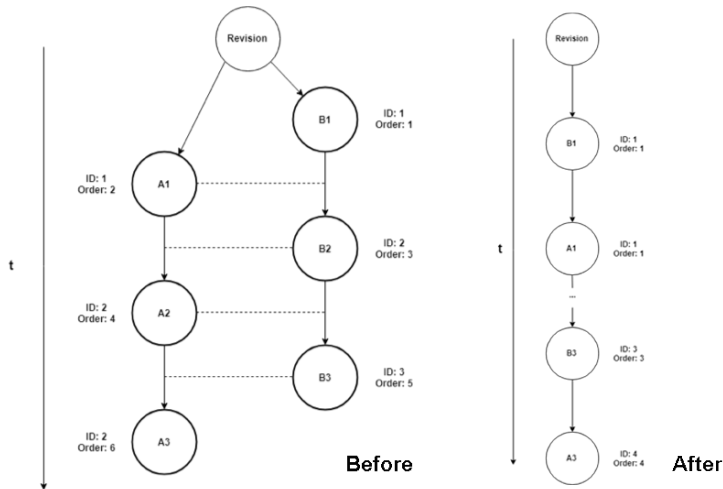 Revision
B1
ID: 1
Order: 1
ID: 1
Order: 2
A1
t
B2
ID: 2
Order: 3
ID: 2
Order: 4
A2
B3
ID: 3
Order: 5
ID: 2
Order: 6
A3
Before
Revision
B1
ID: 1
Order: 1
t
A1
ID: 1
Order: 1
...
B3
ID: 3
Order: 3
A3
ID: 4
Order: 4
After